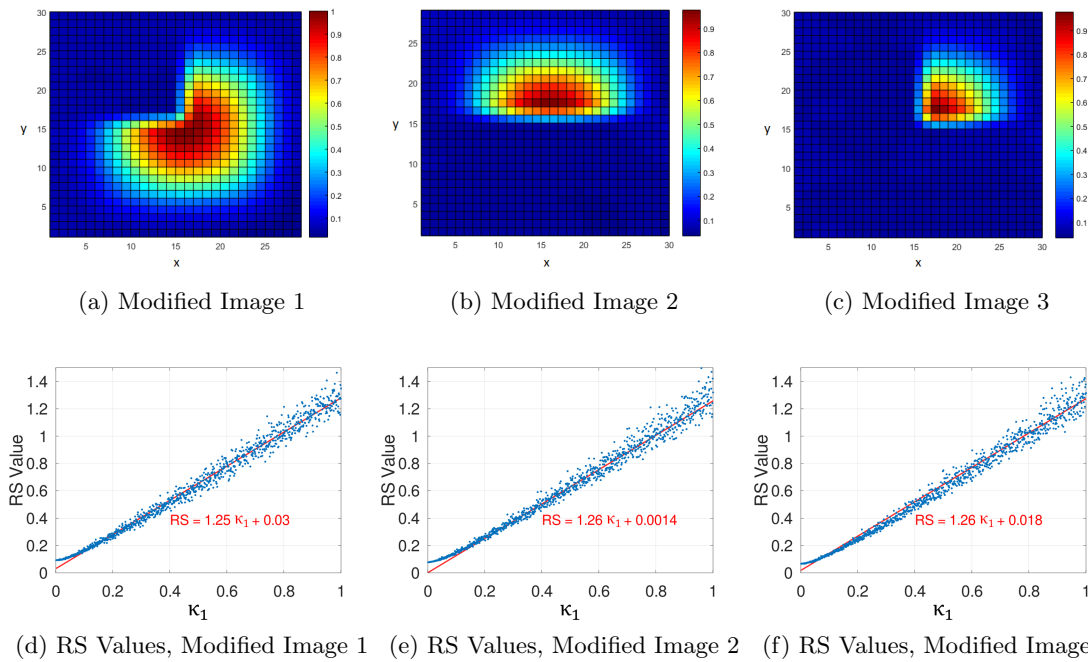 30
25
20
15
10
5
y
5 10 15 20 25
x
1
0.9
0.8
0.7
0.6
0.5
0.4
0.3
0.2
0.1
30
25
20
15
10
5
y
5 10 15 20 25 30
x
0.9
0.8
0.7
0.6
0.5
0.4
0.3
0.2
0.1
30
25
20
15
10
5
y
5 10 15 20 25 30
x
0.9
0.8
0.7
0.6
0.5
0.4
0.3
0.2
0.1
(a) Modified Image 1
(b) Modified Image 2
(c) Modified Image 3
RS Value
1.4
1.2
1
0.8
0.6
0.4
0.2
0
RS = 1.25 κ₁ + 0.03
0 0.2 0.4 0.6 0.8 1
κ₁
RS Value
1.4
1.2
1
0.8
0.6
0.4
0.2
0
RS = 1.26 κ₁ + 0.0014
0 0.2 0.4 0.6 0.8 1
κ₁
RS Value
1.4
1.2
1
0.8
0.6
0.4
0.2
0
RS = 1.26 κ₁ + 0.018
0 0.2 0.4 0.6 0.8 1
κ₁
(d) RS Values, Modified Image 1
(e) RS Values, Modified Image 2
(f) RS Values, Modified Image